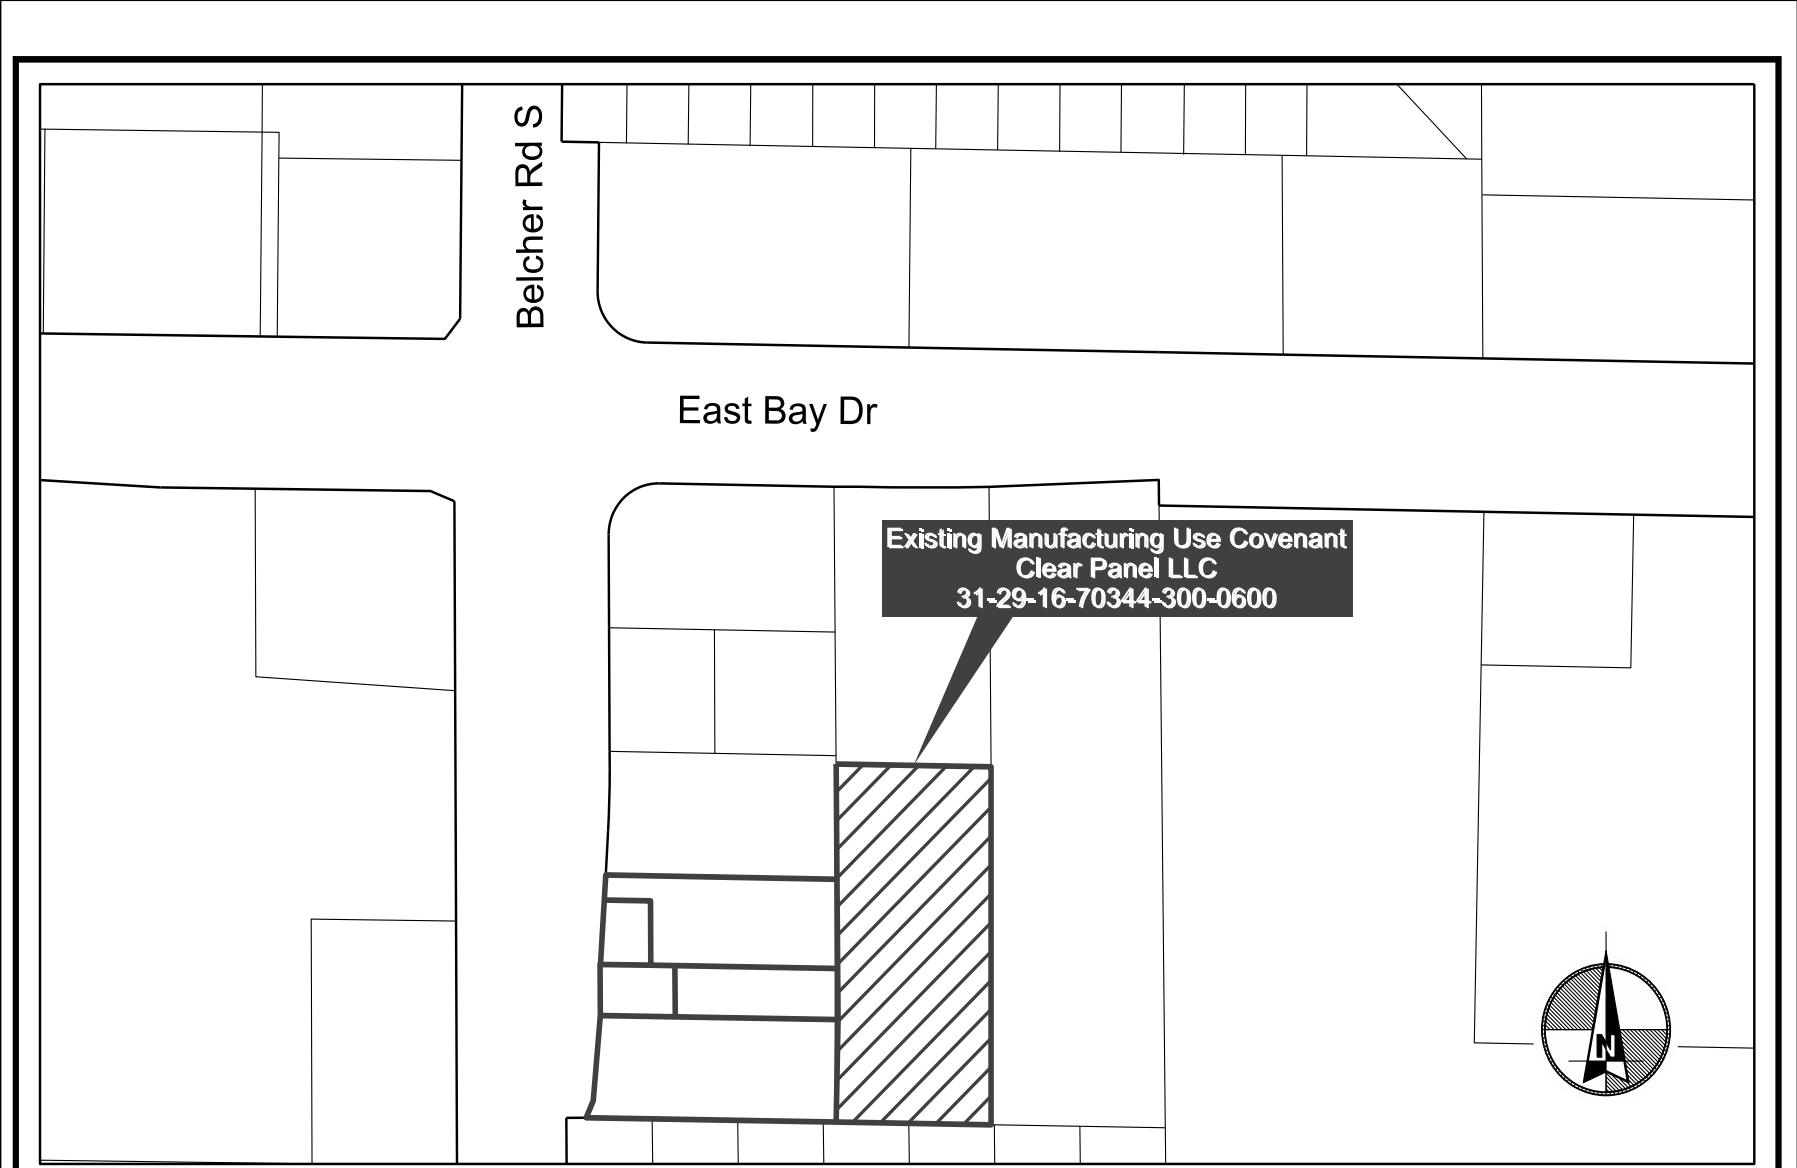 Belcher Rd S
East Bay Dr
Existing Manufacturing Use Covenant
Clear Panel LLC
31-29-16-70344-300-0600
N